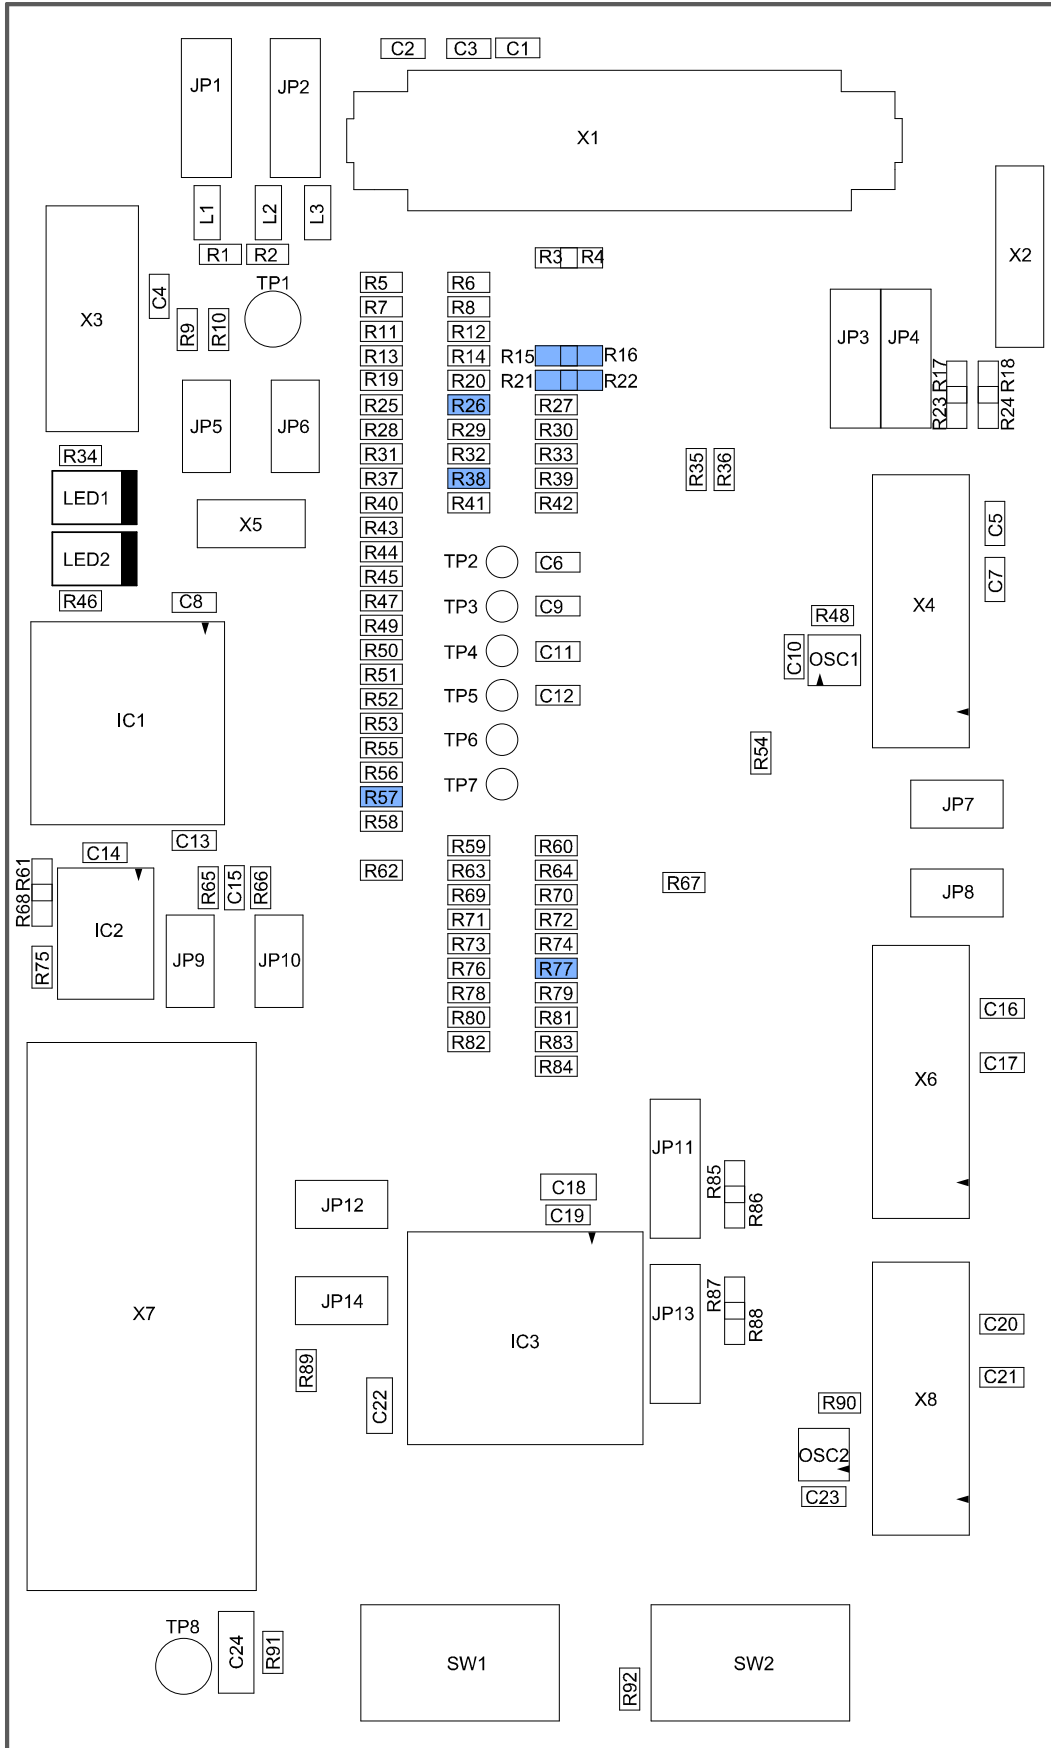 C2 C3 C1
JP1 JP2
X1
L1 L2 L3
R3 R4
R1 R2
X2
TP1
R5 R6
C4
R7 R8
X3
R9 R10
R11 R12
JP3 JP4
R13 R14 R15 R16
R17 R18
R19 R20 R21 R22
R25 R26 R27
R23 R24
JP5 JP6
R28 R29 R30
R34
R31 R32 R33
R35 R36
R37 R38 R39
LED1
R40 R41 R42
X5
R43
C5
R44
LED2
TP2 C6
R45
C7
R46 C8
R47
TP3 C9
X4
R48
R49
R50
TP4 C11
C10 OSC1
R51
R52
TP5 C12
IC1
R53
TP6
R55
R54
R56
TP7
R57
JP7
R58
C13
R59 R60
C14
R61
R62
R63 R64
R67
R65 C15 R66
R69 R70
JP8
R68
R71 R72
IC2
R73 R74
R75
JP9 JP10
R76 R77
R78 R79
C16
R80 R81
R82 R83
C17
R84
X6
JP11
R85
C18
R86
JP12
C19
R87
JP13
JP14
X7
R88
C20
IC3
R89
C21
C22
R90
X8
OSC2
C23
TP8
C24 R91
SW1
SW2
R92